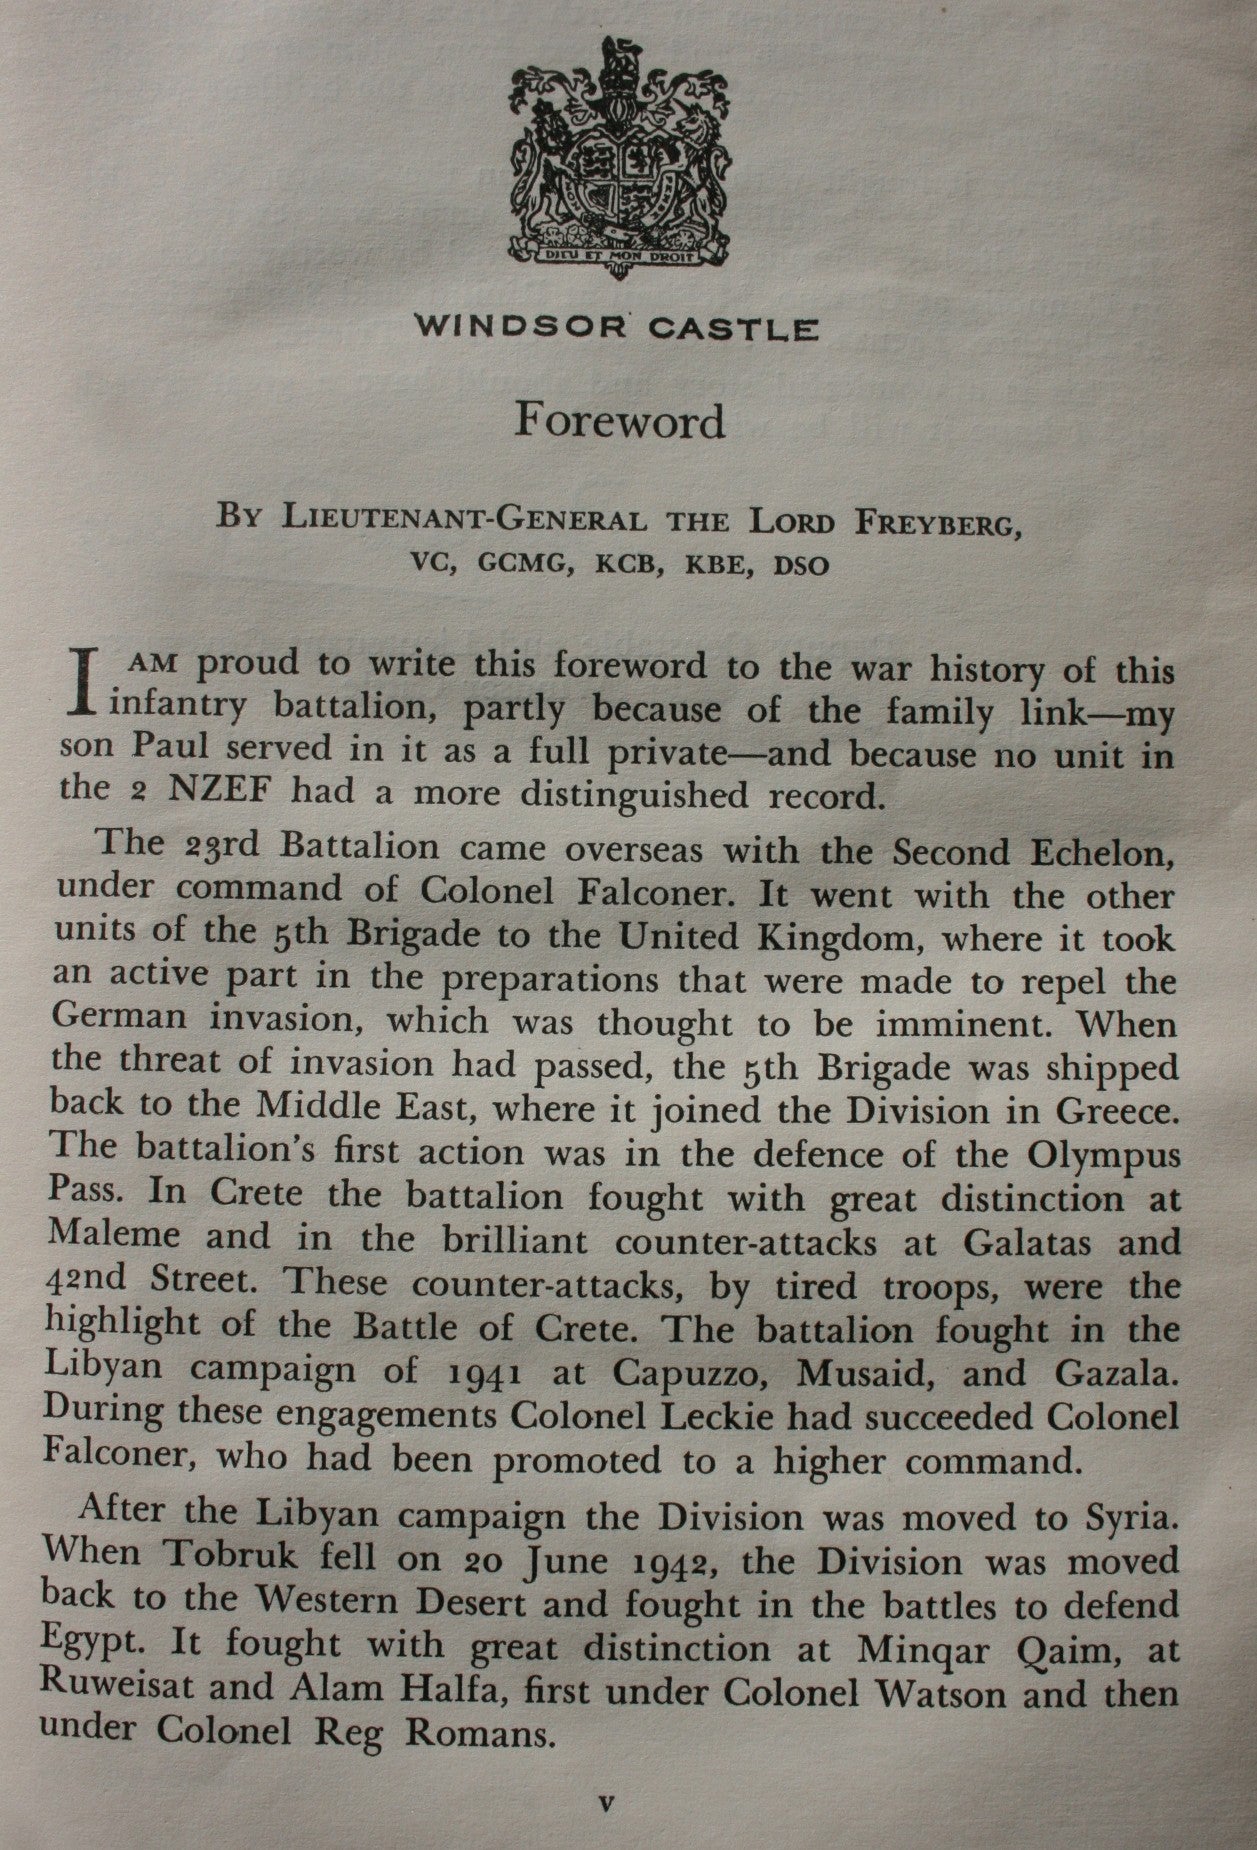 DIEU ET MON DROIT
WINDSOR CASTLE
Foreword
By Lieutenant-General the Lord Freyberg,
VC, GCMG, KCB, KBE, DSO
I AM proud to write this foreword to the war history of this
infantry battalion, partly because of the family link—my
son Paul served in it as a full private—and because no unit in
the 2 NZEF had a more distinguished record.
The 23rd Battalion came overseas with the Second Echelon,
under command of Colonel Falconer. It went with the other
units of the 5th Brigade to the United Kingdom, where it took
an active part in the preparations that were made to repel the
German invasion, which was thought to be imminent. When
the threat of invasion had passed, the 5th Brigade was shipped
back to the Middle East, where it joined the Division in Greece.
The battalion's first action was in the defence of the Olympus
Pass. In Crete the battalion fought with great distinction at
Maleme and in the brilliant counter-attacks at Galatas and
42nd Street. These counter-attacks, by tired troops, were the
highlight of the Battle of Crete. The battalion fought in the
Libyan campaign of 1941 at Capuzzo, Musaid, and Gazala.
During these engagements Colonel Leckie had succeeded Colonel
Falconer, who had been promoted to a higher command.
After the Libyan campaign the Division was moved to Syria.
When Tobruk fell on 20 June 1942, the Division was moved
back to the Western Desert and fought in the battles to defend
Egypt. It fought with great distinction at Minqar Qaim, at
Ruweisat and Alam Halfa, first under Colonel Watson and then
under Colonel Reg Romans.
v